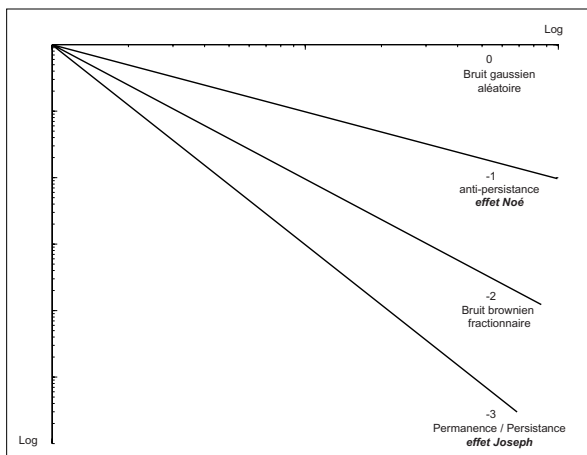 Log
0
Bruit gaussien
aléatoire
-1
anti-persistance
effet Noé
-2
Bruit brownien
fractionnaire
-3
Permanence / Persistance
effet Joseph
Log